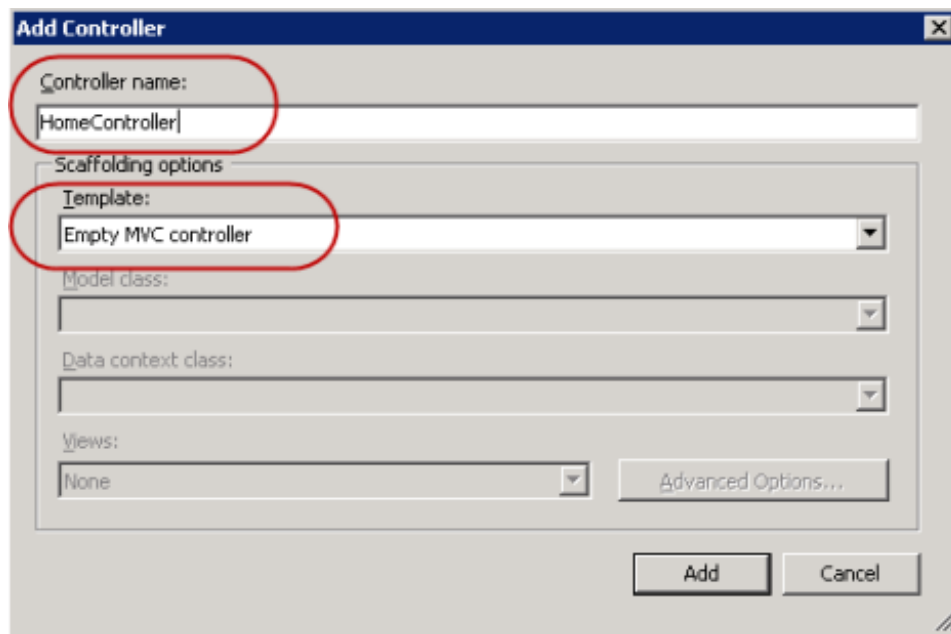 Add Controller
Controller name:
HomeController
Scaffolding options
Template:
Empty MVC controller
Model class:
Data context class:
Views:
None
Advanced Options...
Add
Cancel